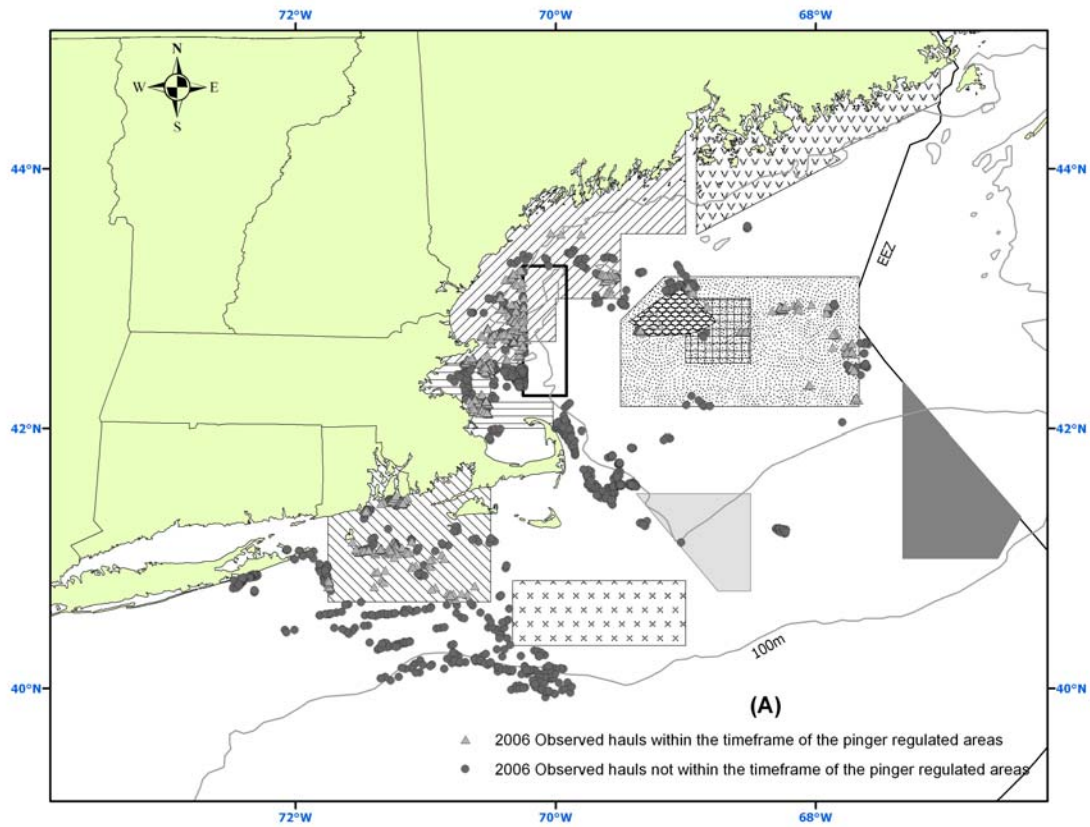 72°W 70°W 68°W
N
W E
S
44°N 44°N
EEZ
42°N 42°N
100m
40°N 40°N
(A)
2006 Observed hauls within the timeframe of the pinger regulated areas
2006 Observed hauls not within the timeframe of the pinger regulated areas
72°W 70°W 68°W